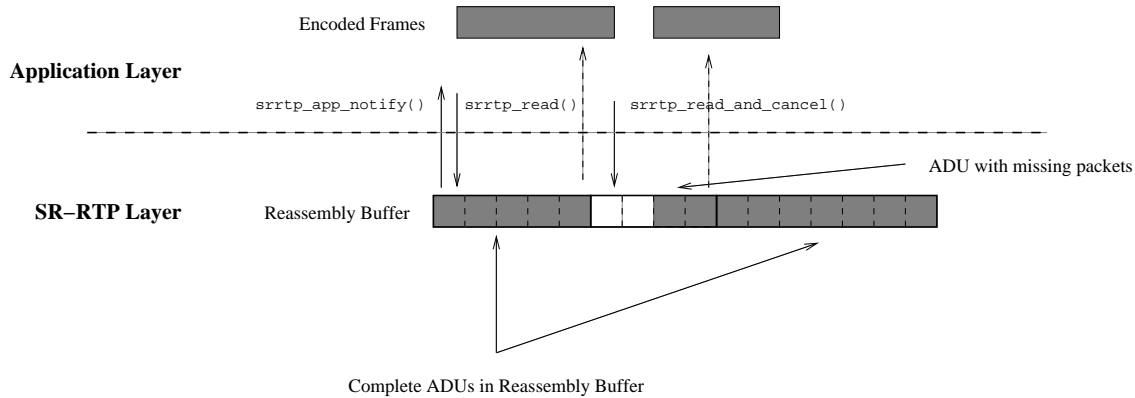 Encoded Frames
Application Layer
srrtp_app_notify()
srrtp_read()
srrtp_read_and_cancel()
ADU with missing packets
SR−RTP Layer
Reassembly Buffer
Complete ADUs in Reassembly Buffer